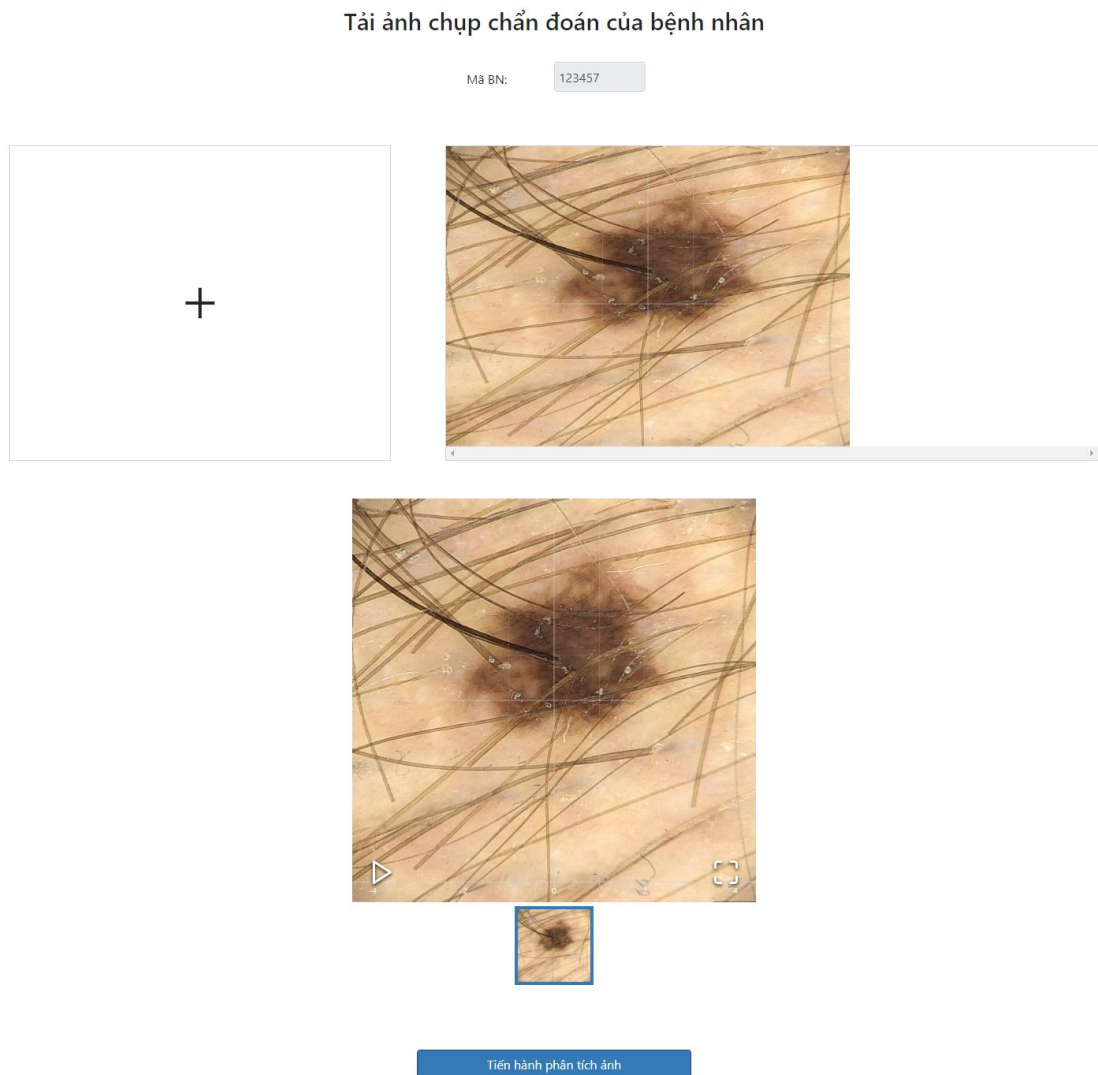 Tải ảnh chụp chẩn đoán của bệnh nhân
Mã BN:
123457
Tiến hành phân tích ảnh